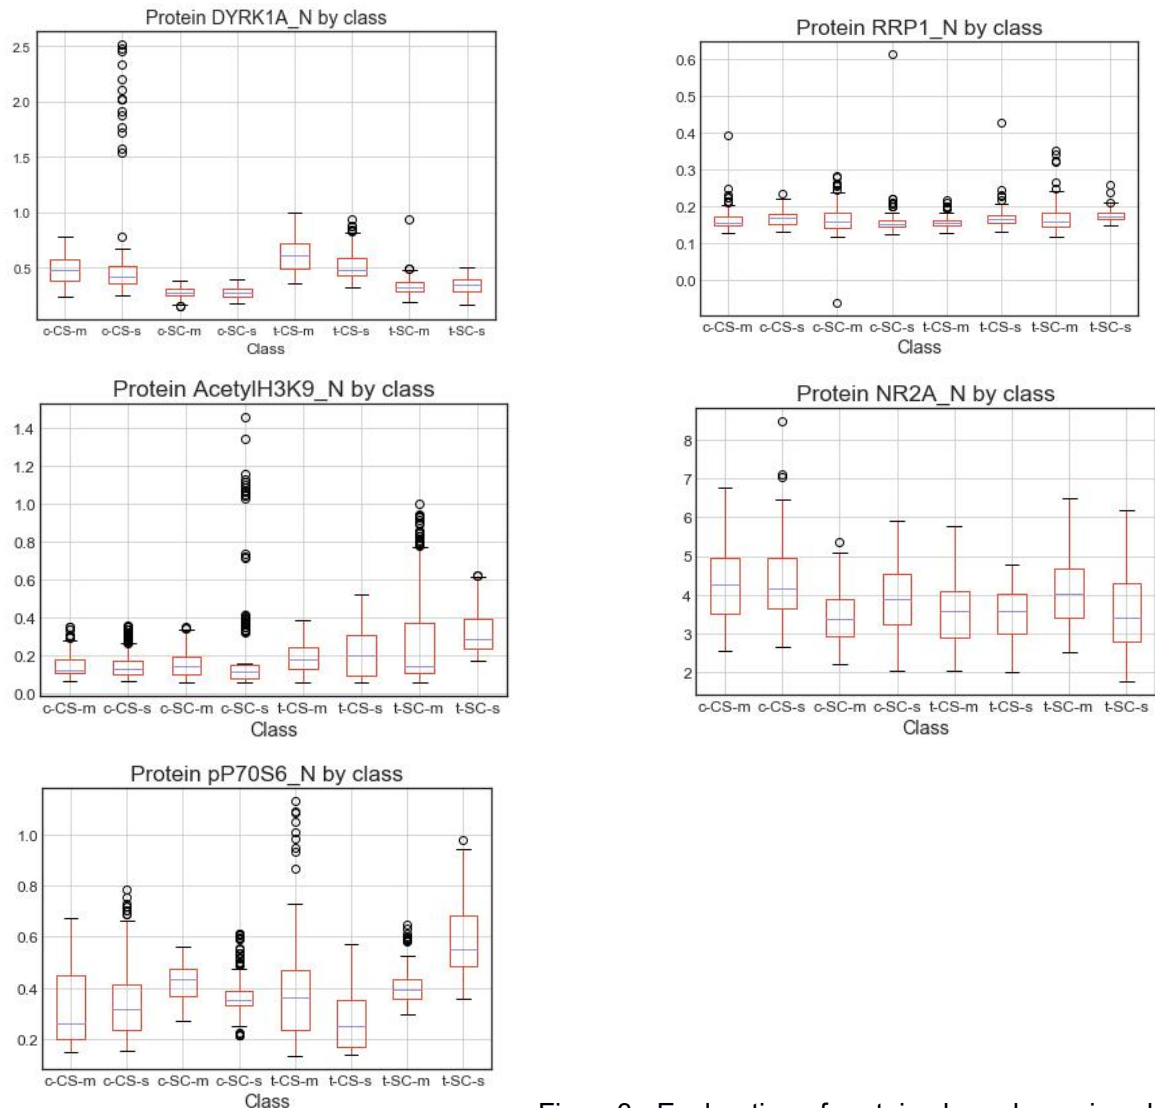 Protein DYRK1A_N by class
2.5
2.0
1.5
1.0
0.5
c-CS-m c-CS-s c-SC-m c-SC-s t-CS-m t-CS-s t-SC-m t-SC-s
Class
Protein RRP1_N by class
0.6
0.5
0.4
0.3
0.2
0.1
0.0
c-CS-m c-CS-s c-SC-m c-SC-s t-CS-m t-CS-s t-SC-m t-SC-s
Class
Protein AcetylH3K9_N by class
1.4
1.2
1.0
0.8
0.6
0.4
0.2
0.0
c-CS-m c-CS-s c-SC-m c-SC-s t-CS-m t-CS-s t-SC-m t-SC-s
Class
Protein NR2A_N by class
8
7
6
5
4
3
2
c-CS-m c-CS-s c-SC-m c-SC-s t-CS-m t-CS-s t-SC-m t-SC-s
Class
Protein pP70S6_N by class
1.0
0.8
0.6
0.4
0.2
c-CS-m c-CS-s c-SC-m c-SC-s t-CS-m t-CS-s t-SC-m t-SC-s
Class